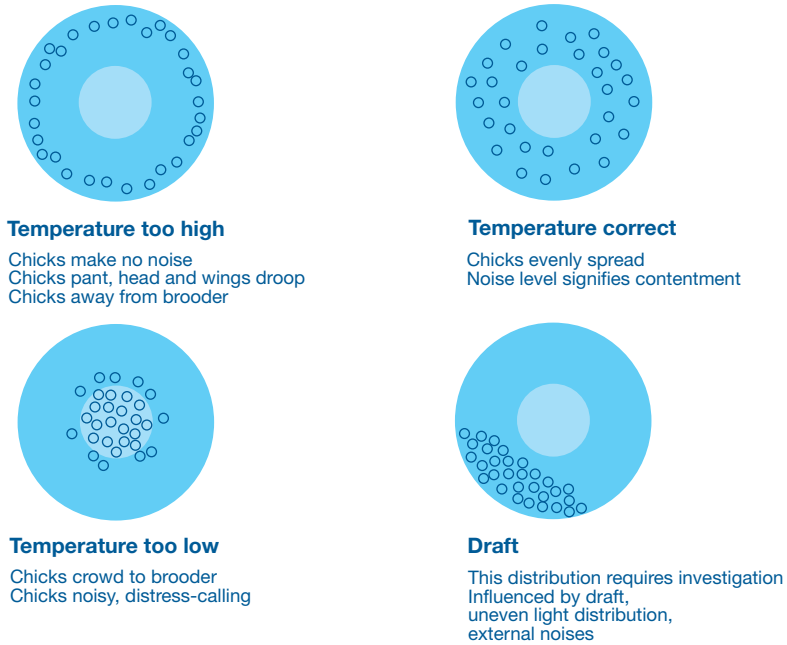 Temperature too high
Chicks make no noise
Chicks pant, head and wings droop
Chicks away from brooder
Temperature correct
Chicks evenly spread
Noise level signifies contentment
Temperature too low
Chicks crowd to brooder
Chicks noisy, distress-calling
Draft
This distribution requires investigation
Influenced by draft,
uneven light distribution,
external noises